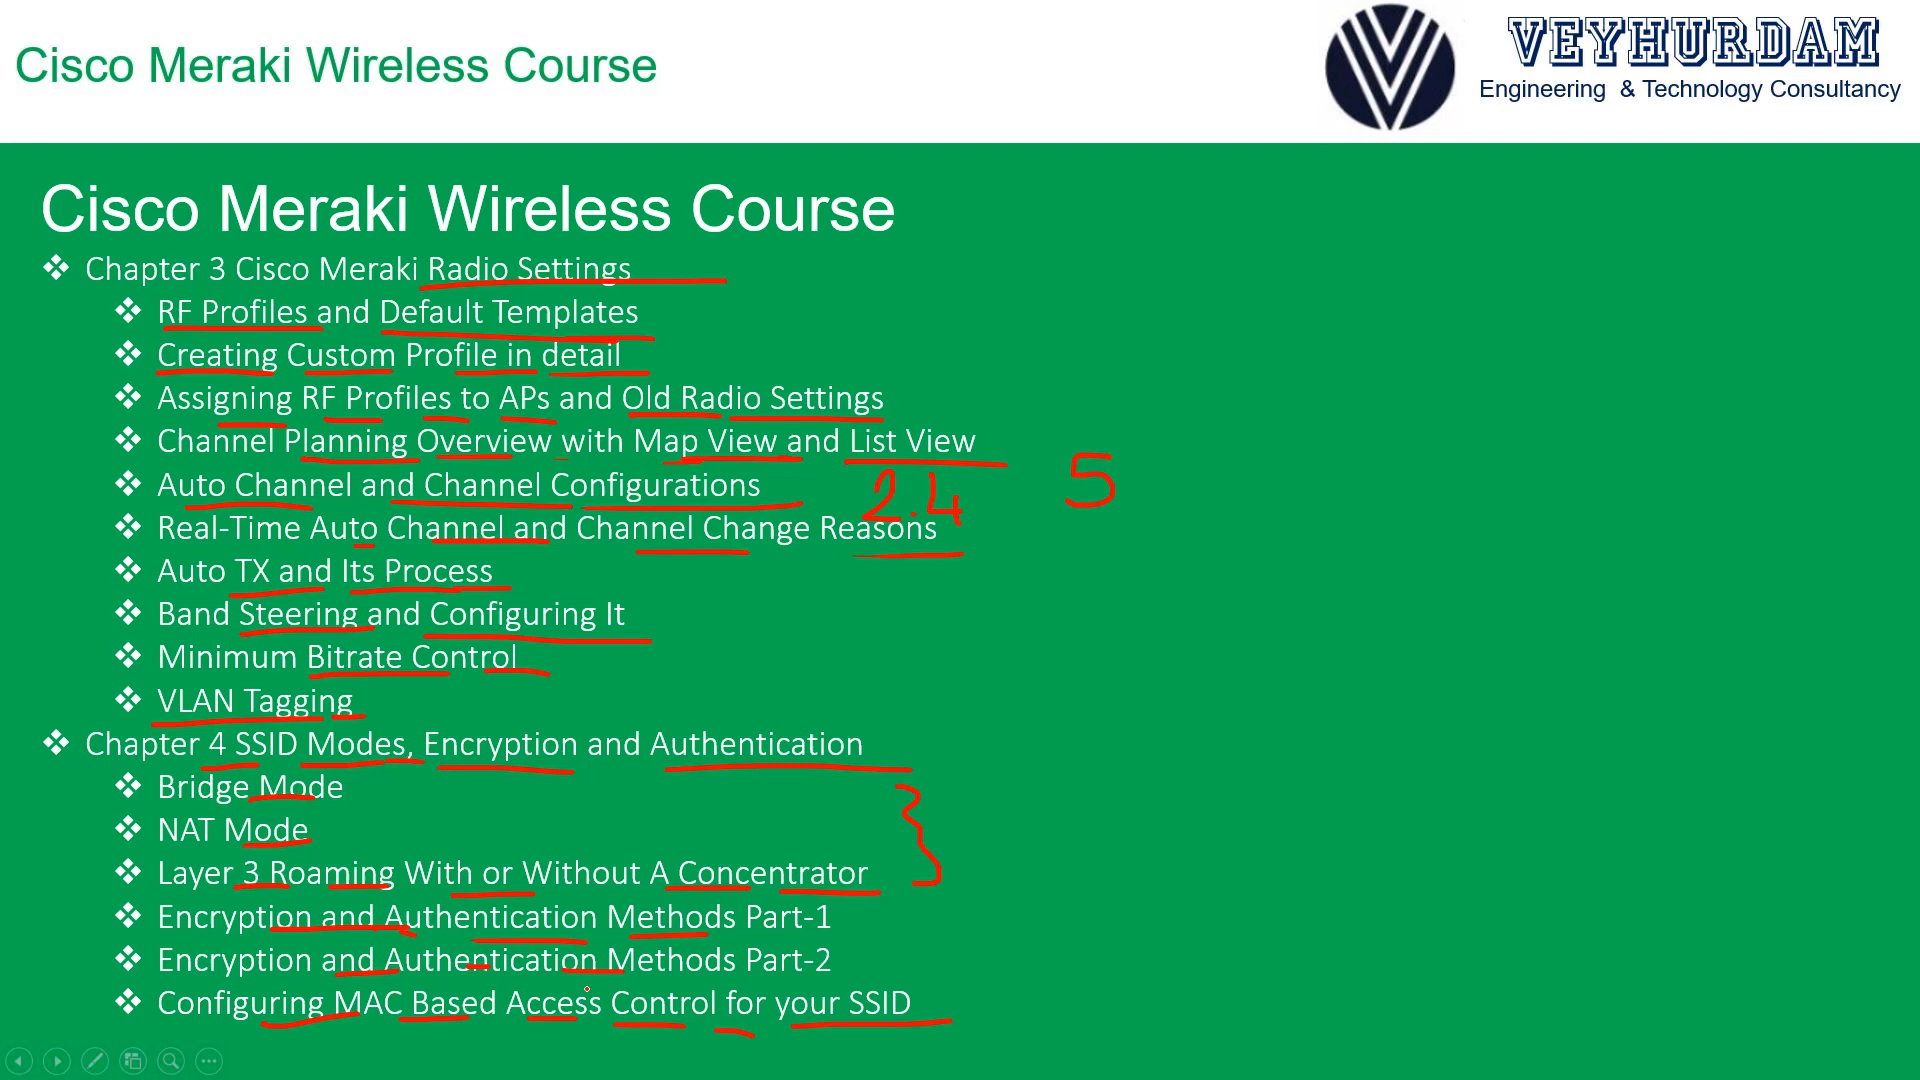 Cisco Meraki Wireless Course
VEYHURDAM
Engineering & Technology Consultancy
Cisco Meraki Wireless Course
Chapter 3 Cisco Meraki Radio Settings
RF Profiles and Default Templates
Creating Custom Profile in detail
Assigning RF Profiles to APs and Old Radio Settings
Channel Planning Overview with Map View and List View
5
Auto Channel and Channel Configurations
2.4
Real-Time Auto Channel and Channel Change Reasons
Auto TX and Its Process
Band Steering and Configuring It
Minimum Bitrate Control
VLAN Tagging
Chapter 4 SSID Modes, Encryption and Authentication
Bridge Mode
NAT Mode
Layer 3 Roaming With or Without A Concentrator
Encryption and Authentication Methods Part-1
Encryption and Authentication Methods Part-2
Configuring MAC Based Access Control for your SSID